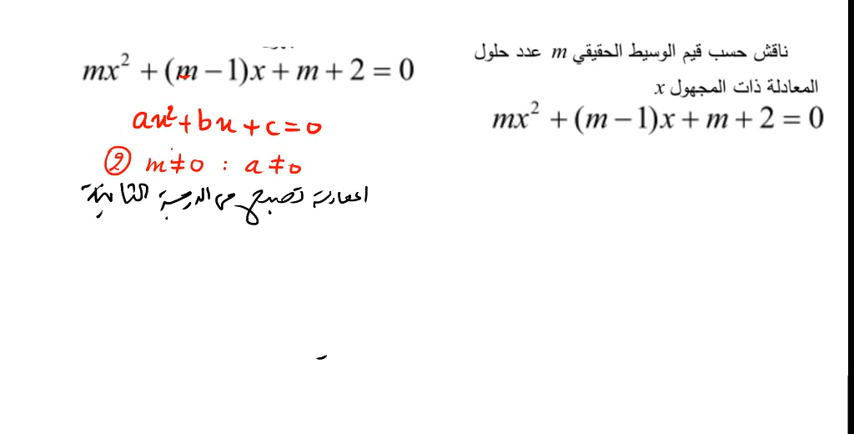 ناقش حسب قيم الوسيط الحقيقي m عدد حلول
المعادلة ذات المجهول x
mx² + (m − 1)x + m + 2 = 0
mx² + (m − 1)x + m + 2 = 0
ax² + bx + c = 0
② m ≠ 0 : a ≠ 0
المعادلة تصبح من الدرجة الثانية